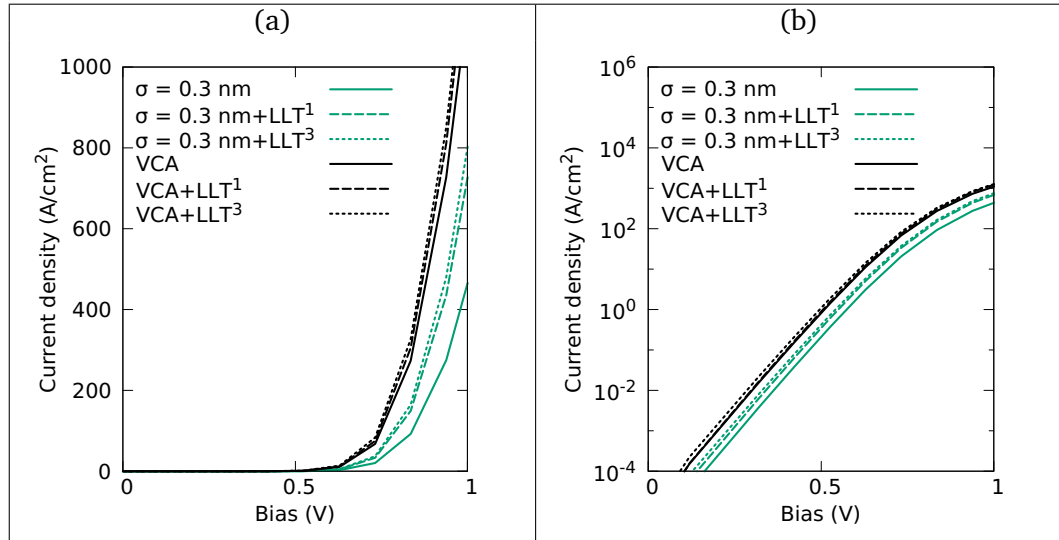 (a)
1000
800
600
400
200
0
Current density (A/cm²)
σ = 0.3 nm
σ = 0.3 nm+LLT¹
σ = 0.3 nm+LLT³
VCA
VCA+LLT¹
VCA+LLT³
0 0.5 1
Bias (V)
(b)
10⁶
10⁴
10²
10⁰
10⁻²
10⁻⁴
Current density (A/cm²)
σ = 0.3 nm
σ = 0.3 nm+LLT¹
σ = 0.3 nm+LLT³
VCA
VCA+LLT¹
VCA+LLT³
0 0.5 1
Bias (V)